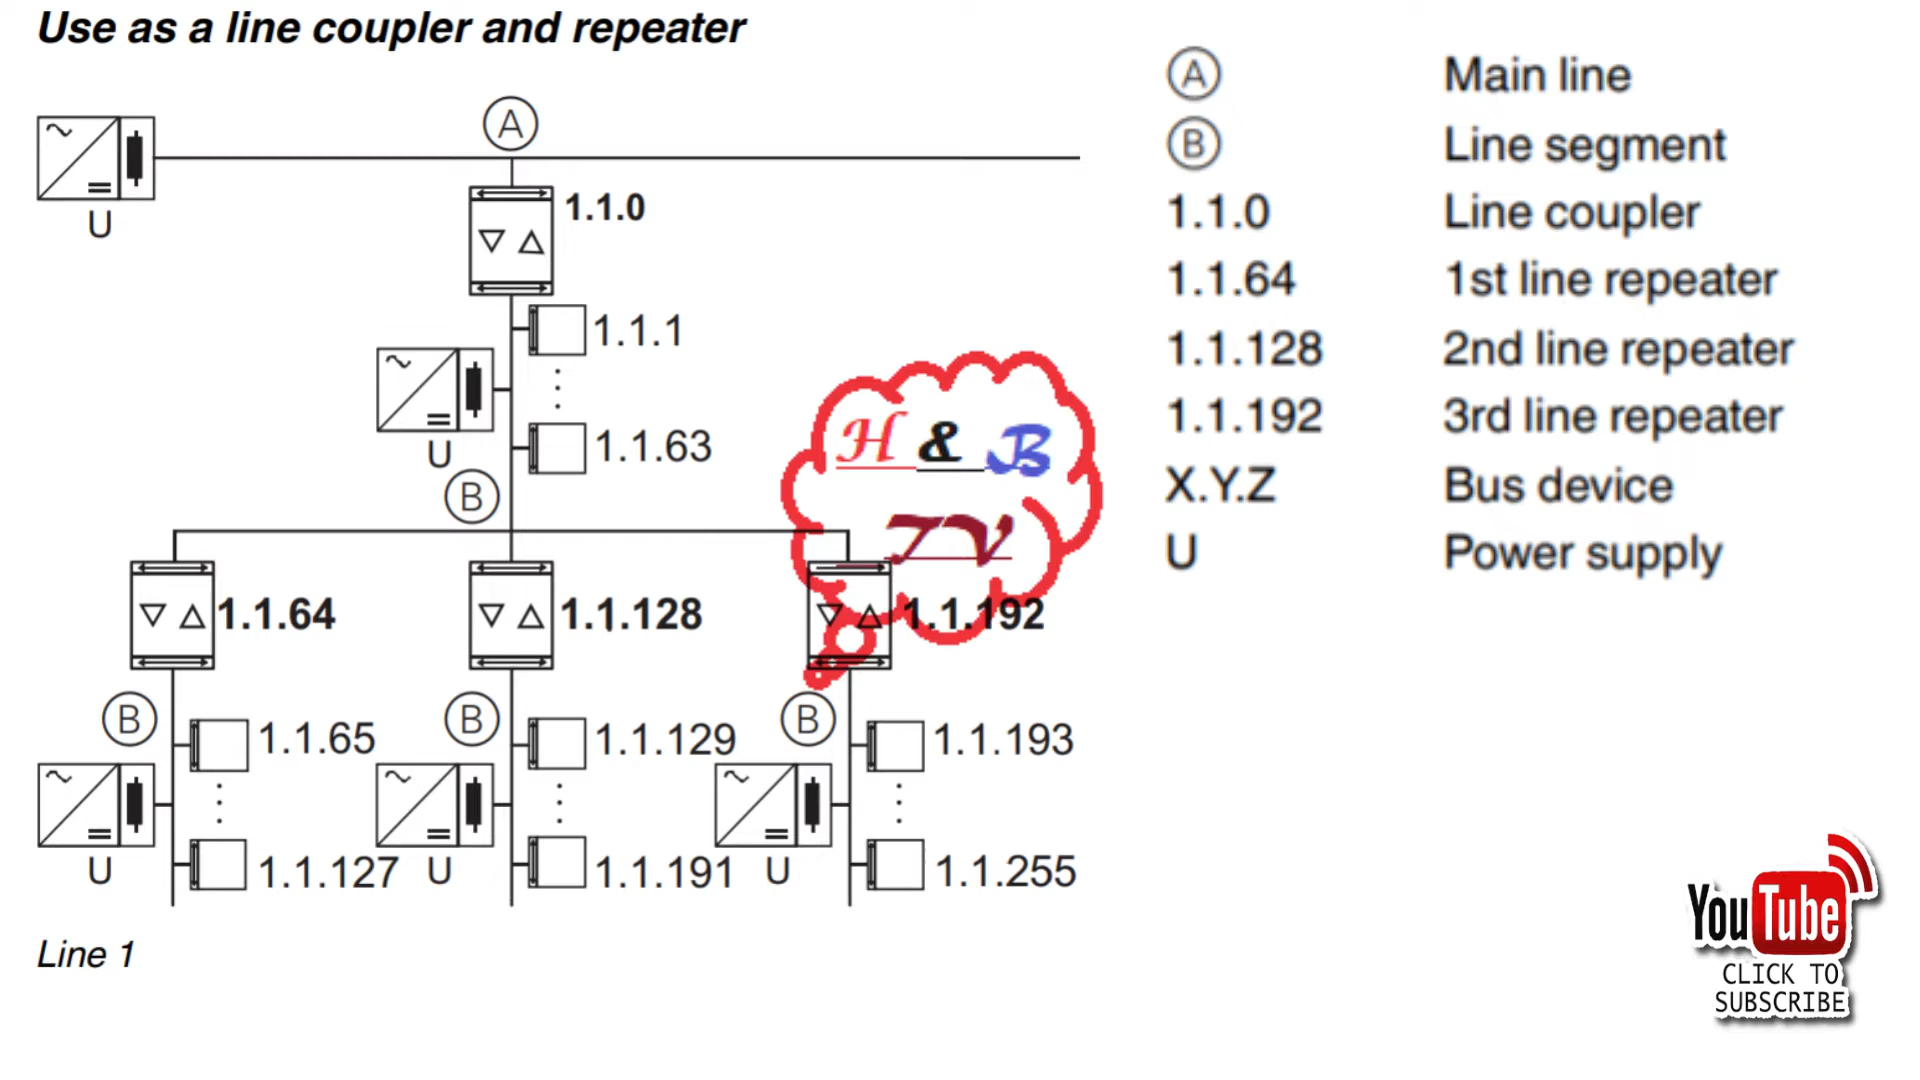 Use as a line coupler and repeater
A
U
1.1.0
1.1.1
1.1.63
U
B
1.1.64
1.1.128
1.1.192
B
B
B
1.1.65
1.1.129
1.1.193
U
1.1.127
U
1.1.191
U
1.1.255
Line 1
H & B
TV
A Main line
B Line segment
1.1.0 Line coupler
1.1.64 1st line repeater
1.1.128 2nd line repeater
1.1.192 3rd line repeater
X.Y.Z Bus device
U Power supply
YouTube
CLICK TO
SUBSCRIBE